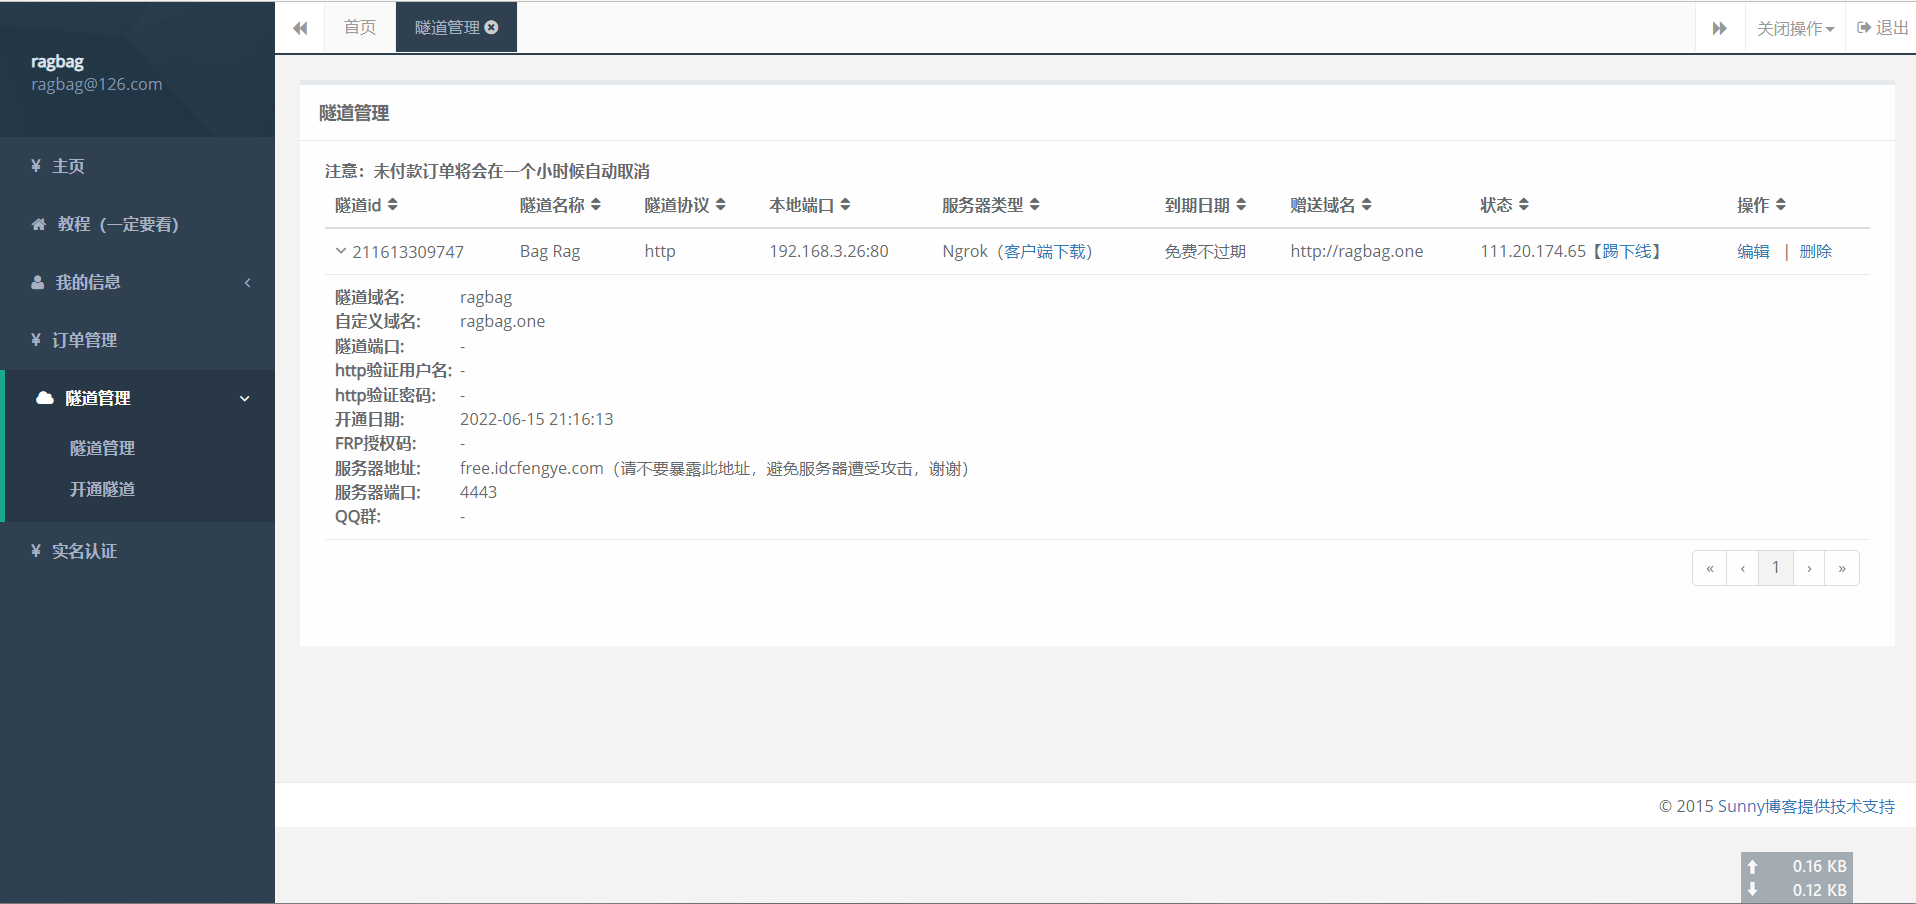 ragbag
ragbag@126.com
¥ 主页
教程（一定要看）
我的信息
¥ 订单管理
隧道管理
隧道管理
开通隧道
¥ 实名认证
首页 隧道管理 关闭操作 退出
隧道管理
注意：未付款订单将会在一个小时候自动取消
隧道id 隧道名称 隧道协议 本地端口 服务器类型 到期日期 赠送域名 状态 操作
211613309747 Bag Rag http 192.168.3.26:80 Ngrok（客户端下载） 免费不过期 http://ragbag.one 111.20.174.65【踢下线】 编辑 | 删除
隧道域名: ragbag
自定义域名: ragbag.one
隧道端口: -
http验证用户名: -
http验证密码: -
开通日期: 2022-06-15 21:16:13
FRP授权码: -
服务器地址: free.idcfengye.com（请不要暴露此地址，避免服务器遭受攻击，谢谢）
服务器端口: 4443
QQ群: -
« ‹ 1 › »
© 2015 Sunny博客提供技术支持
0.16 KB
0.12 KB